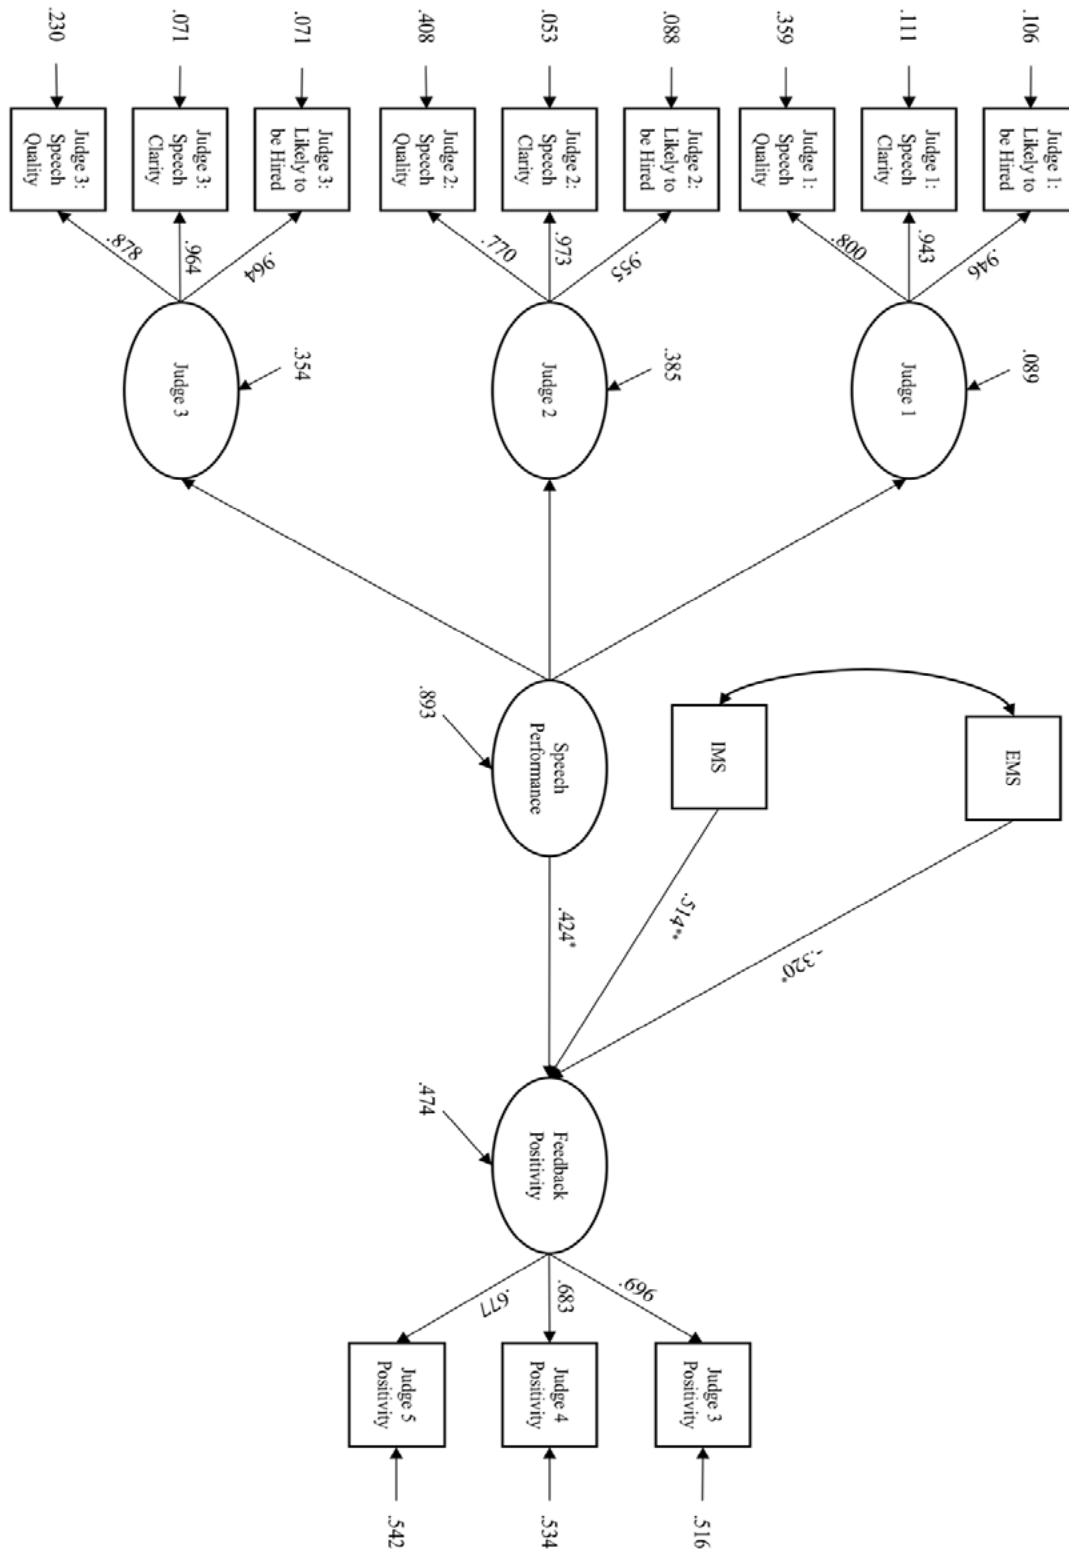 .106
Judge 1:
Likely to
be Hired
.946
.111
Judge 1:
Speech
Clarity
.943
.359
Judge 1:
Speech
Quality
.800
.089
Judge 1
.088
Judge 2:
Likely to
be Hired
.955
.053
Judge 2:
Speech
Clarity
.973
.408
Judge 2:
Speech
Quality
.770
.385
Judge 2
.071
Judge 3:
Likely to
be Hired
.964
.071
Judge 3:
Speech
Clarity
.964
.230
Judge 3:
Speech
Quality
.878
.354
Judge 3
EMS
IMS
Speech
Performance
.893
-.320*
.514**
.424*
Feedback
Positivity
.474
.696
.683
.677
Judge 3
Positivity
.516
Judge 4
Positivity
.534
Judge 5
Positivity
.542